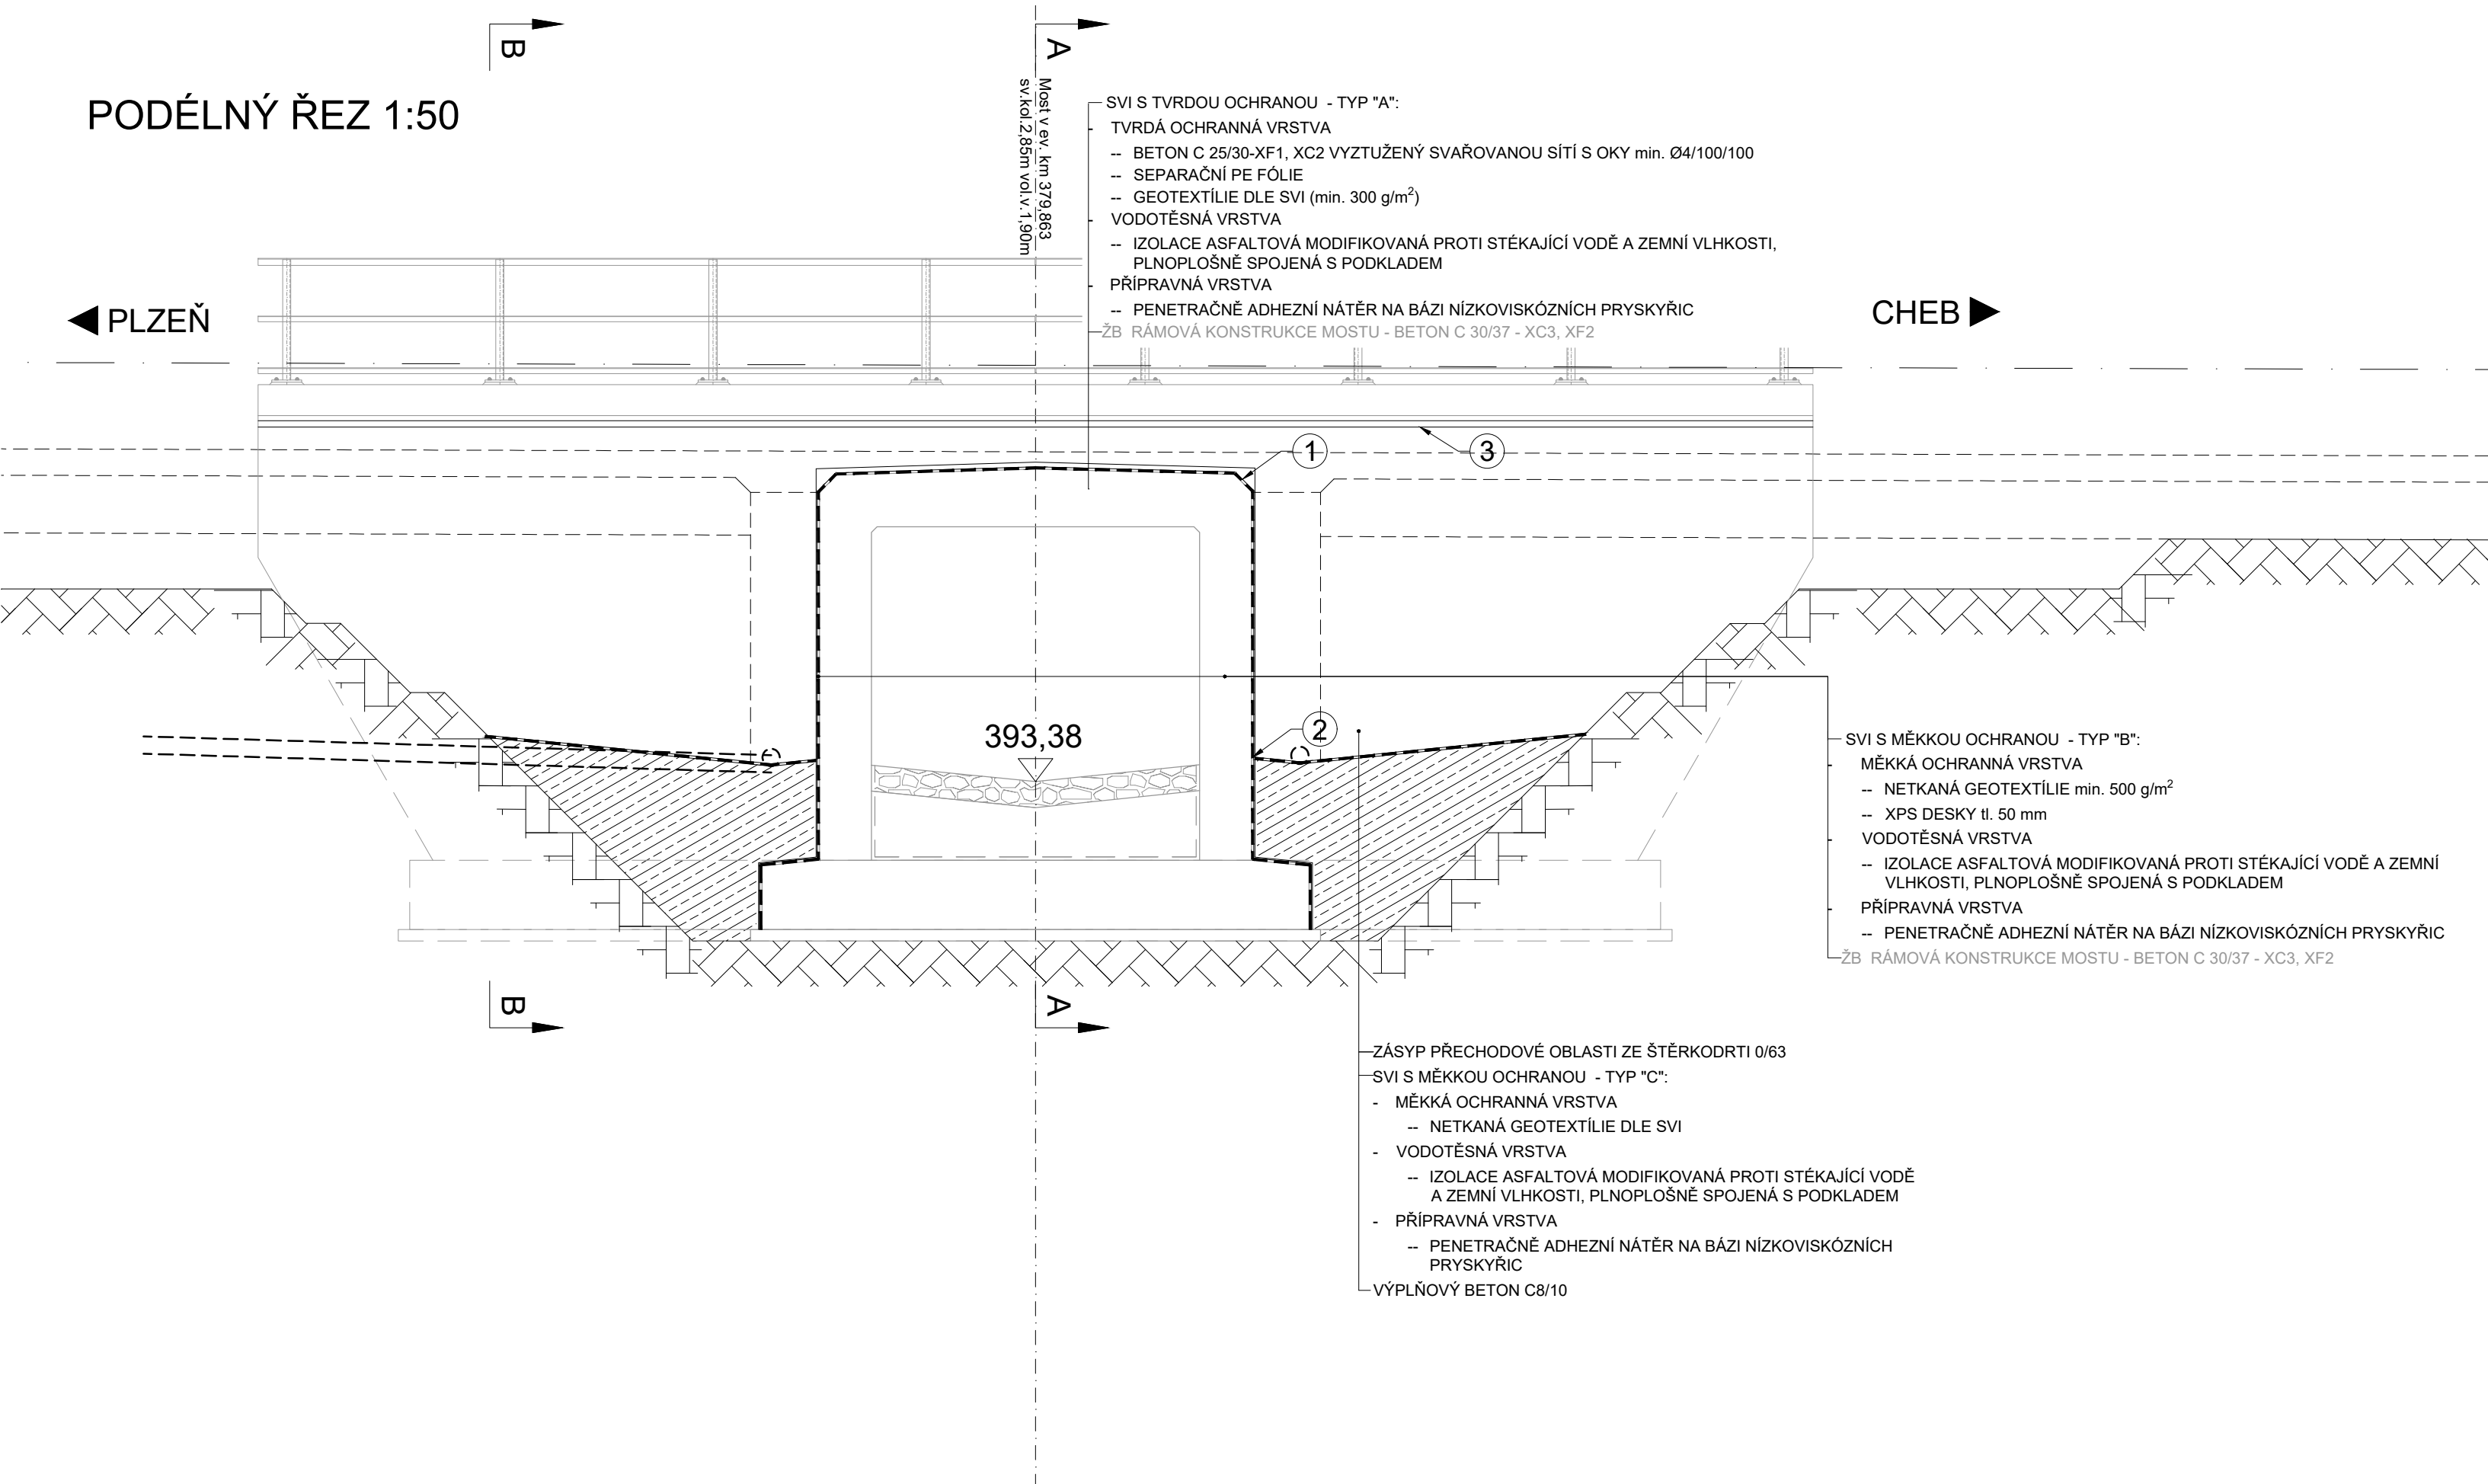 B
A
PODÉLNÝ ŘEZ 1:50
Most v ev. km 379,863
sv.kol.2,85m vol.v.1,90m
SVI S TVRDOU OCHRANOU - TYP "A":
- TVRDÁ OCHRANNÁ VRSTVA
-- BETON C 25/30-XF1, XC2 VYZTUŽENÝ SVAŘOVANOU SÍTÍ S OKY min. Ø4/100/100
-- SEPARAČNÍ PE FÓLIE
-- GEOTEXTÍLIE DLE SVI (min. 300 g/m²)
- VODOTĚSNÁ VRSTVA
-- IZOLACE ASFALTOVÁ MODIFIKOVANÁ PROTI STÉKAJÍCÍ VODĚ A ZEMNÍ VLHKOSTI,
PLNOPLOŠNĚ SPOJENÁ S PODKLADEM
- PŘÍPRAVNÁ VRSTVA
-- PENETRAČNĚ ADHEZNÍ NÁTĚR NA BÁZI NÍZKOVISKÓZNÍCH PRYSKYŘIC
ŽB RÁMOVÁ KONSTRUKCE MOSTU - BETON C 30/37 - XC3, XF2
PLZEŇ
CHEB
1
3
2
393,38
SVI S MĚKKOU OCHRANOU - TYP "B":
- MĚKKÁ OCHRANNÁ VRSTVA
-- NETKANÁ GEOTEXTÍLIE min. 500 g/m²
-- XPS DESKY tl. 50 mm
- VODOTĚSNÁ VRSTVA
-- IZOLACE ASFALTOVÁ MODIFIKOVANÁ PROTI STÉKAJÍCÍ VODĚ A ZEMNÍ
VLHKOSTI, PLNOPLOŠNĚ SPOJENÁ S PODKLADEM
- PŘÍPRAVNÁ VRSTVA
-- PENETRAČNĚ ADHEZNÍ NÁTĚR NA BÁZI NÍZKOVISKÓZNÍCH PRYSKYŘIC
ŽB RÁMOVÁ KONSTRUKCE MOSTU - BETON C 30/37 - XC3, XF2
B
A
ZÁSYP PŘECHODOVÉ OBLASTI ZE ŠTĚRKODRTI 0/63
SVI S MĚKKOU OCHRANOU - TYP "C":
- MĚKKÁ OCHRANNÁ VRSTVA
-- NETKANÁ GEOTEXTÍLIE DLE SVI
- VODOTĚSNÁ VRSTVA
-- IZOLACE ASFALTOVÁ MODIFIKOVANÁ PROTI STÉKAJÍCÍ VODĚ
A ZEMNÍ VLHKOSTI, PLNOPLOŠNĚ SPOJENÁ S PODKLADEM
- PŘÍPRAVNÁ VRSTVA
-- PENETRAČNĚ ADHEZNÍ NÁTĚR NA BÁZI NÍZKOVISKÓZNÍCH
PRYSKYŘIC
VÝPLŇOVÝ BETON C8/10